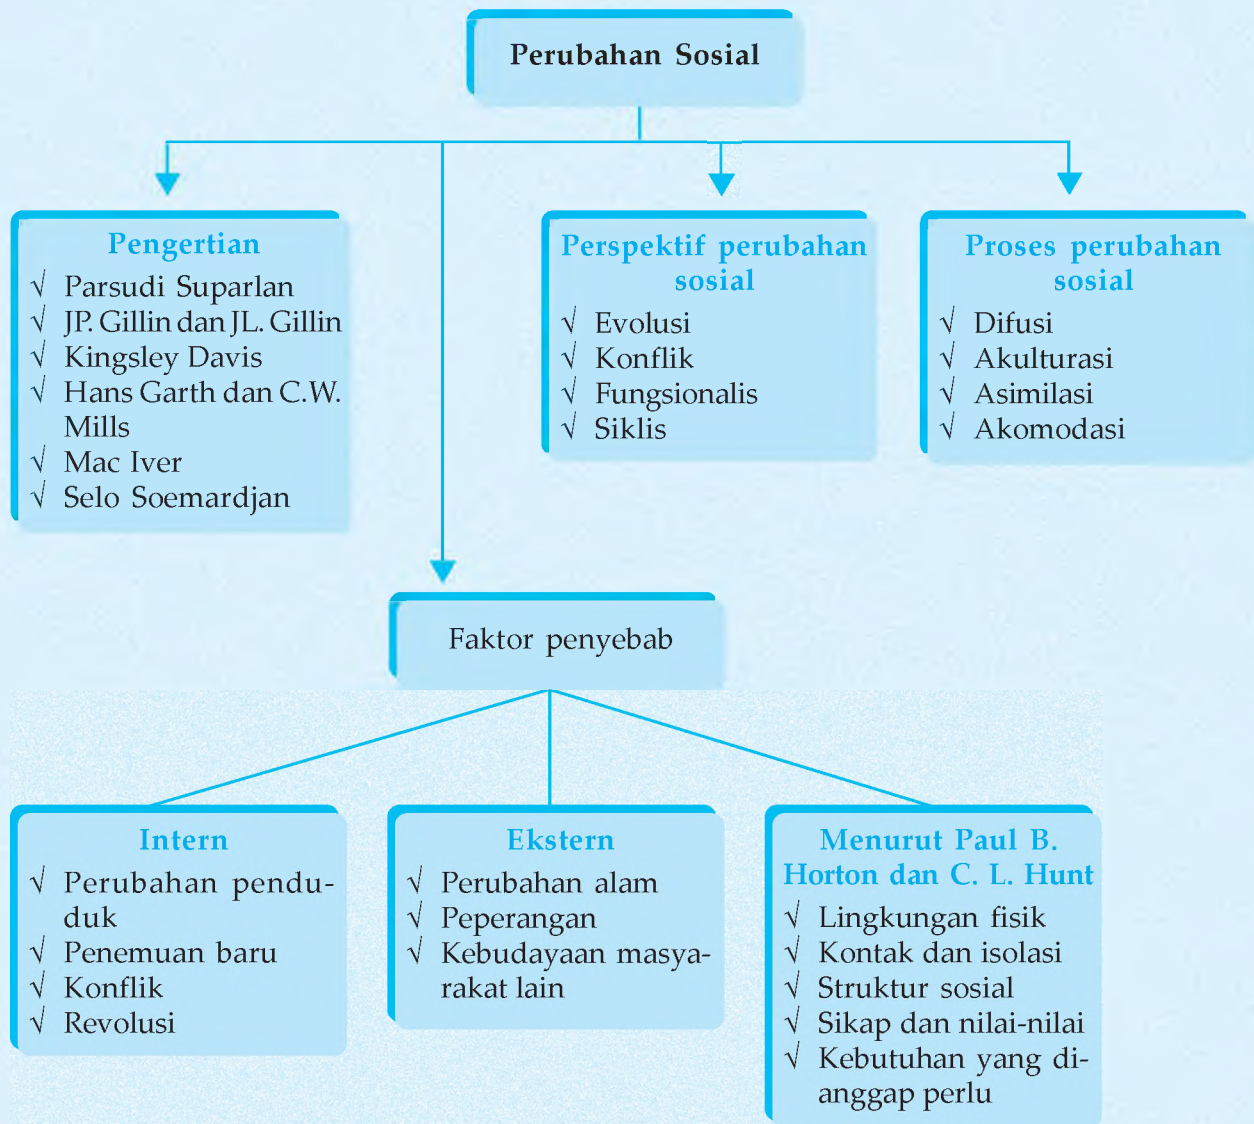 Perubahan Sosial
Pengertian
√ Parsudi Suparlan
√ JP. Gillin dan JL. Gillin
√ Kingsley Davis
√ Hans Garth dan C.W.
Mills
√ Mac Iver
√ Selo Soemardjan
Perspektif perubahan
sosial
√ Evolusi
√ Konflik
√ Fungsionalis
√ Siklis
Proses perubahan
sosial
√ Difusi
√ Akulturasi
√ Asimilasi
√ Akomodasi
Faktor penyebab
Intern
√ Perubahan pendu-
duk
√ Penemuan baru
√ Konflik
√ Revolusi
Ekstern
√ Perubahan alam
√ Peperangan
√ Kebudayaan masya-
rakat lain
Menurut Paul B.
Horton dan C. L. Hunt
√ Lingkungan fisik
√ Kontak dan isolasi
√ Struktur sosial
√ Sikap dan nilai-nilai
√ Kebutuhan yang di-
anggap perlu